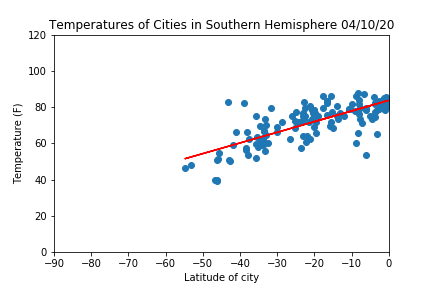 Temperatures of Cities in Southern Hemisphere 04/10/20
120
100
80
60
40
20
0
Temperature (F)
−90 −80 −70 −60 −50 −40 −30 −20 −10 0
Latitude of city